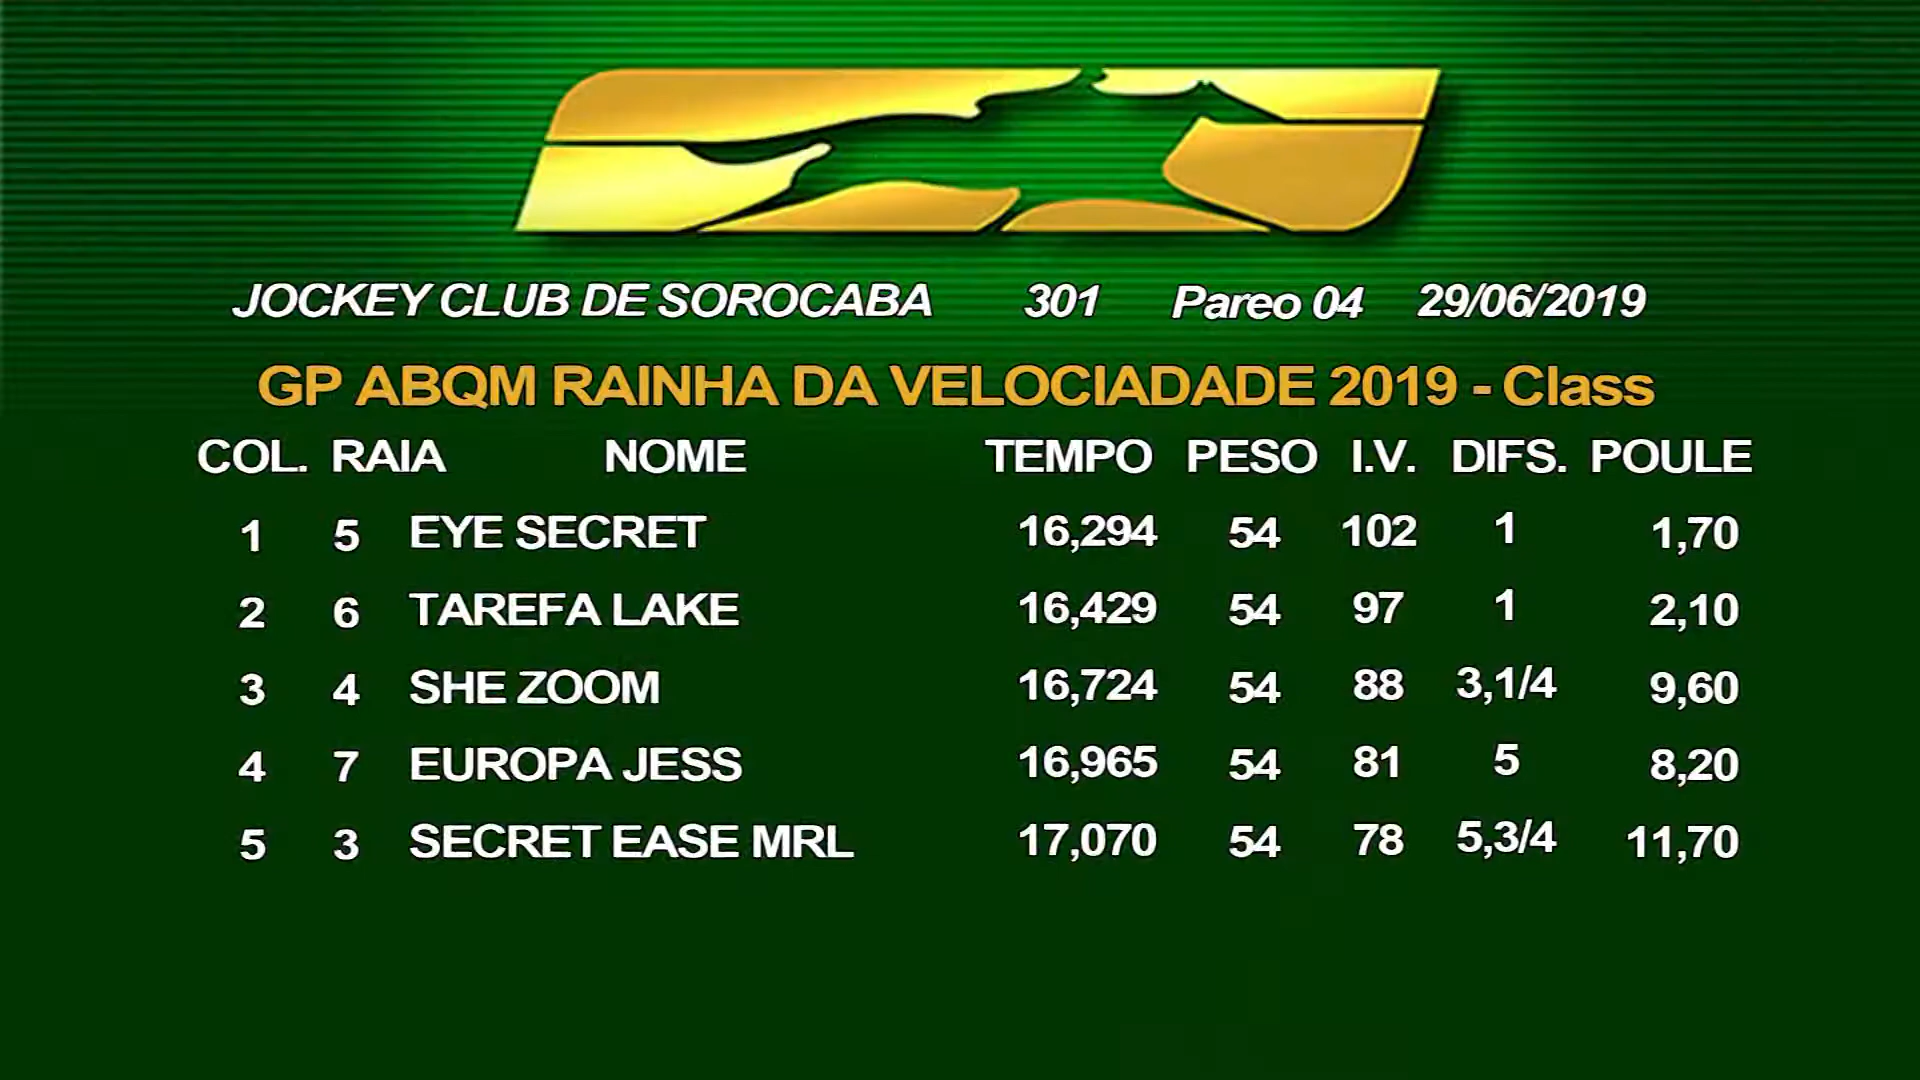 JOCKEY CLUB DE SOROCABA 301 Pareo 04 29/06/2019
GP ABQM RAINHA DA VELOCIADADE 2019 - Class
COL. RAIA NOME TEMPO PESO I.V. DIFS. POULE
1 5 EYE SECRET 16,294 54 102 1 1,70
2 6 TAREFA LAKE 16,429 54 97 1 2,10
3 4 SHE ZOOM 16,724 54 88 3,1/4 9,60
4 7 EUROPA JESS 16,965 54 81 5 8,20
5 3 SECRET EASE MRL 17,070 54 78 5,3/4 11,70